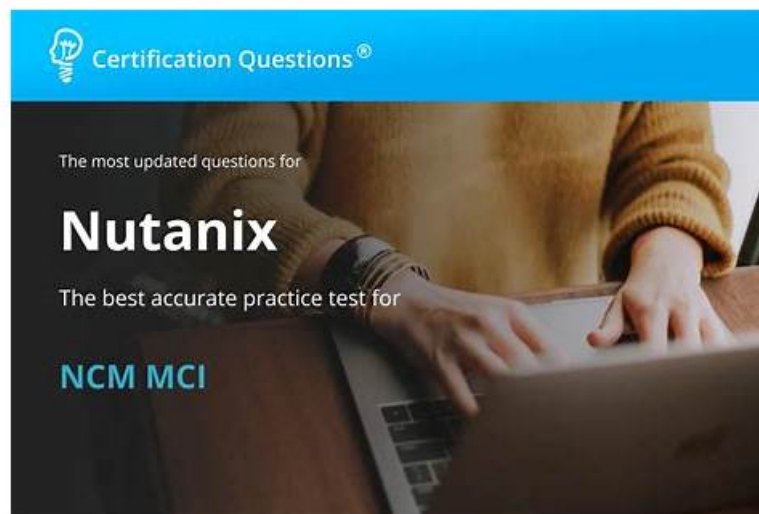 Certification Questions®
The most updated questions for
Nutanix
The best accurate practice test for
NCM MCI